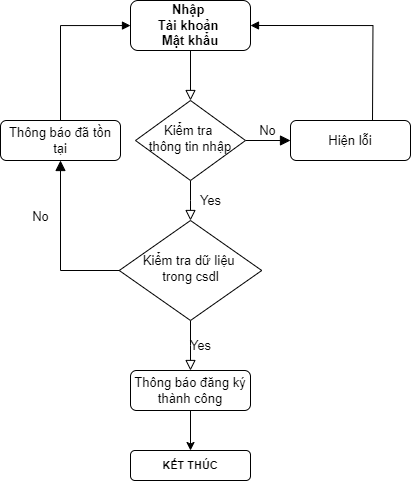 Nhập
Tài khoản
Mật khẩu
Kiểm tra
thông tin nhập
No
Hiện lỗi
Thông báo đã tồn
tại
Yes
No
Kiểm tra dữ liệu
trong csdl
Yes
Thông báo đăng ký
thành công
KẾT THÚC